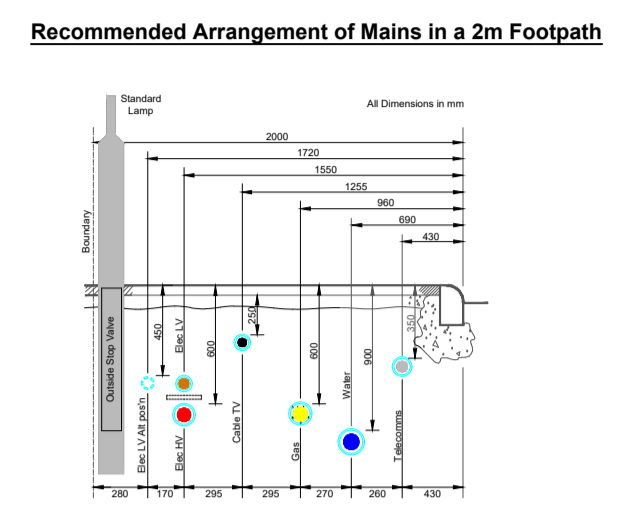 Recommended Arrangement of Mains in a 2m Footpath
Standard
Lamp
All Dimensions in mm
2000
1720
1550
1255
960
690
430
Boundary
Outside Stop Valve
450
Elec LV
600
250
600
900
350
Elec LV Alt pos'n
Elec HV
Cable TV
Gas
Water
Telecomms
280
170
295
295
270
260
430